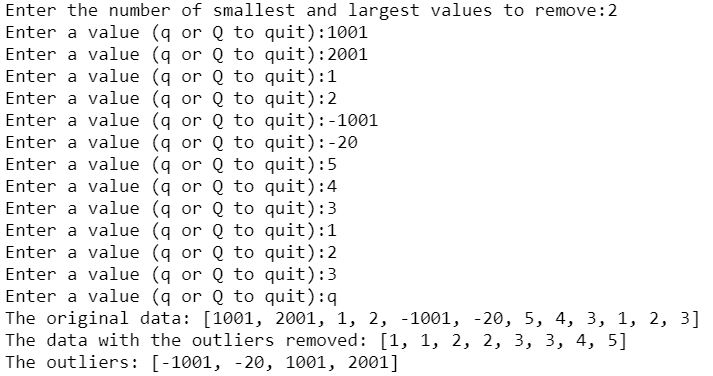 Enter the number of smallest and largest values to remove:2
Enter a value (q or Q to quit):1001
Enter a value (q or Q to quit):2001
Enter a value (q or Q to quit):1
Enter a value (q or Q to quit):2
Enter a value (q or Q to quit):-1001
Enter a value (q or Q to quit):-20
Enter a value (q or Q to quit):5
Enter a value (q or Q to quit):4
Enter a value (q or Q to quit):3
Enter a value (q or Q to quit):1
Enter a value (q or Q to quit):2
Enter a value (q or Q to quit):3
Enter a value (q or Q to quit):q
The original data: [1001, 2001, 1, 2, -1001, -20, 5, 4, 3, 1, 2, 3]
The data with the outliers removed: [1, 1, 2, 2, 3, 3, 4, 5]
The outliers: [-1001, -20, 1001, 2001]